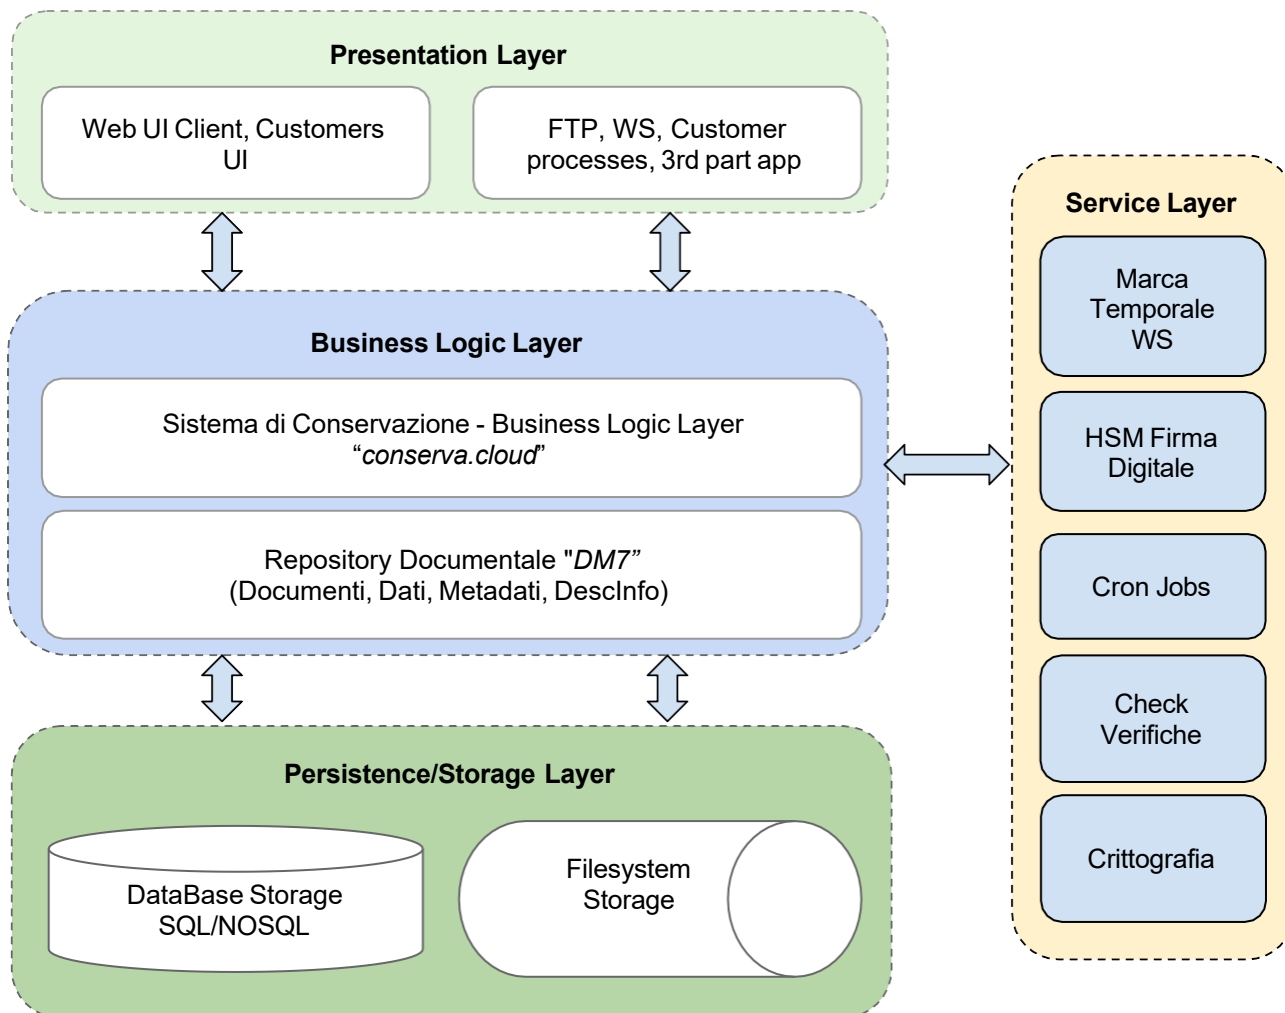 Presentation Layer
Web UI Client, Customers
UI
FTP, WS, Customer
processes, 3rd part app
Business Logic Layer
Sistema di Conservazione - Business Logic Layer
“conserva.cloud”
Repository Documentale "DM7”
(Documenti, Dati, Metadati, DescInfo)
Persistence/Storage Layer
DataBase Storage
SQL/NOSQL
Filesystem
Storage
Service Layer
Marca
Temporale
WS
HSM Firma
Digitale
Cron Jobs
Check
Verifiche
Crittografia